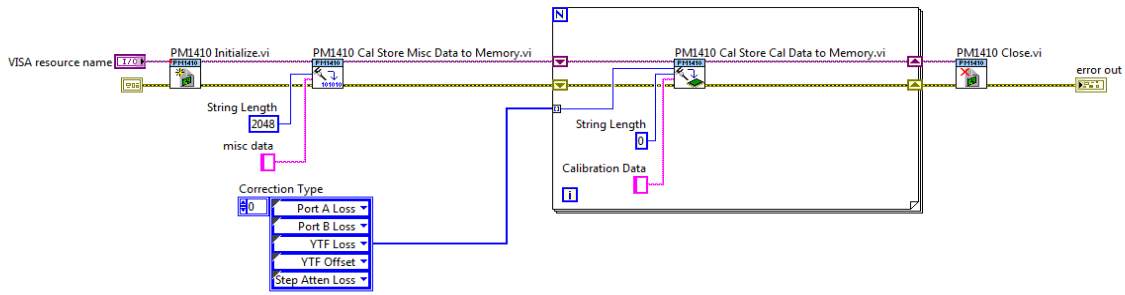 N
PM1410 Initialize.vi
PM1410 Cal Store Misc Data to Memory.vi
PM1410 Cal Store Cal Data to Memory.vi
PM1410 Close.vi
VISA resource name
I/O
PM1410
PM1410
101010
PM1410
PM1410
error out
String Length
2048
misc data
String Length
0
Calibration Data
i
Correction Type
0
Port A Loss
Port B Loss
YTF Loss
YTF Offset
Step Atten Loss